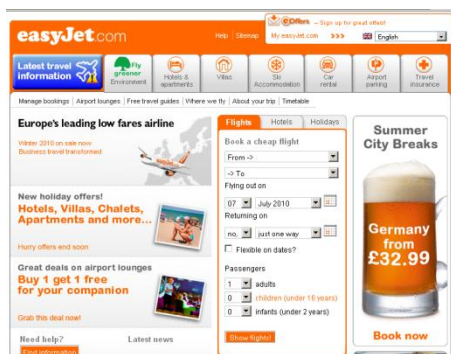 eOffers – Sign up for great offers!
easyJet.com
Help | Sitemap
My easyJet.com >>>
English
Latest travel information
Fly greener
Environment
Hotels & apartments
Villas
Ski Accommodation
Car rental
Airport parking
Travel insurance
Manage bookings | Airport lounges | Free travel guides | Where we fly | About your trip | Timetable
Europe's leading low fares airline
Winter 2010 on sale now
Business travel transformed
New holiday offers!
Hotels, Villas, Chalets,
Apartments and more...
Hurry offers end soon
Great deals on airport lounges
Buy 1 get 1 free
for your companion
Grab this deal now!
Need help?
Latest news
Find information
Flights
Hotels
Holidays
Book a cheap flight
From ->
-> To
Flying out on
07 July 2010
Returning on
no, just one way
Flexible on dates?
Passengers
1 adults
0 children (under 16 years)
0 infants (under 2 years)
Show flights!
Summer
City Breaks
Germany
from
£32.99
Book now